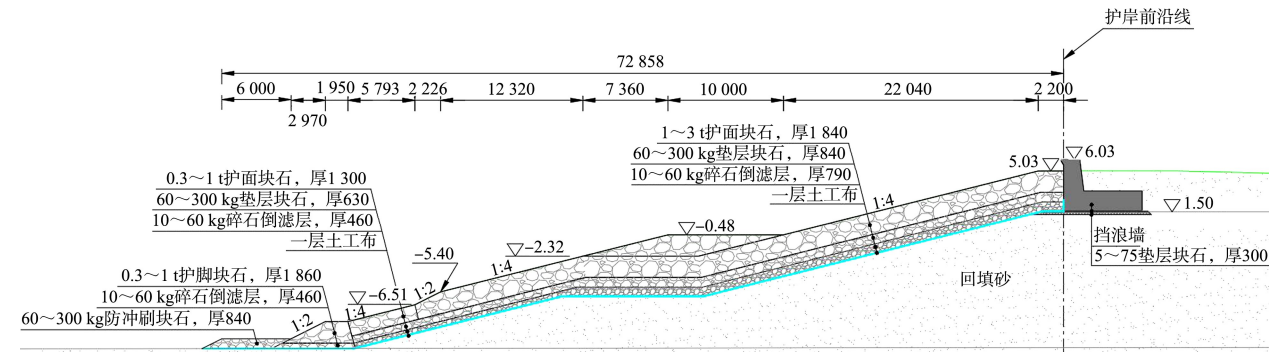 护岸前沿线
72 858
6 000
1 950
5 793
2 226
12 320
7 360
10 000
22 040
2 200
2 970
1～3 t护面块石，厚1 840
60～300 kg垫层块石，厚840
10～60 kg碎石倒滤层，厚790
一层土工布
5.03
6.03
0.3～1 t护面块石，厚1 300
60～300 kg垫层块石，厚630
10～60 kg碎石倒滤层，厚460
一层土工布
1:4
1.50
-0.48
挡浪墙
5～75垫层块石，厚300
-5.40
-2.32
1:4
回填砂
0.3～1 t护脚块石，厚1 860
10～60 kg碎石倒滤层，厚460
60～300 kg防冲刷块石，厚840
-6.51
1:2
1:4
1:2